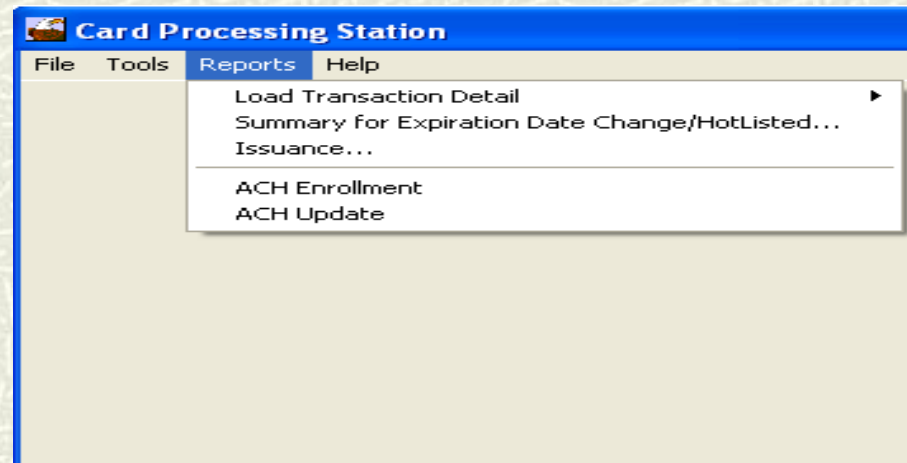 Card Processing Station
File Tools Reports Help
Load Transaction Detail
Summary for Expiration Date Change/HotListed...
Issuance...
ACH Enrollment
ACH Update